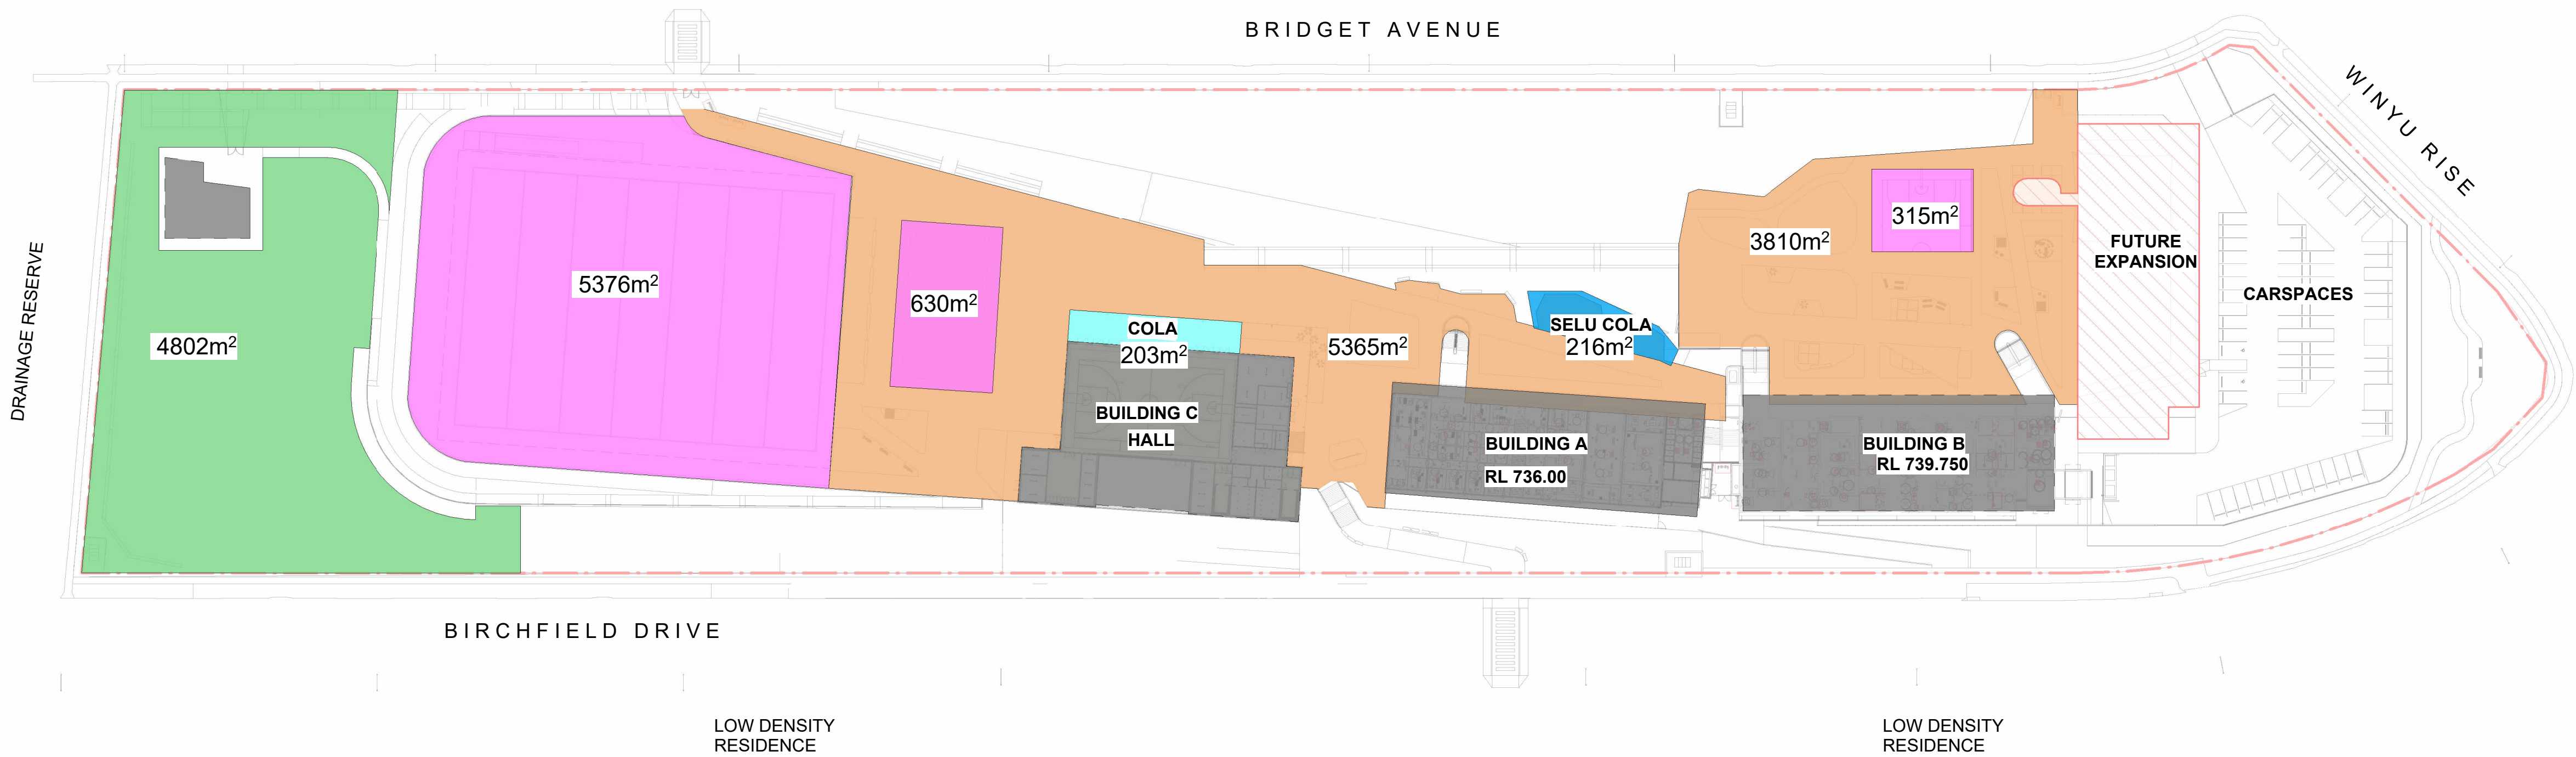 BRIDGET AVENUE
WINYU RISE
DRAINAGE RESERVE
4802m²
5376m²
630m²
COLA
203m²
BUILDING C
HALL
5365m²
SELU COLA
216m²
BUILDING A
RL 736.00
3810m²
315m²
BUILDING B
RL 739.750
FUTURE
EXPANSION
CARSPACES
BIRCHFIELD DRIVE
LOW DENSITY
RESIDENCE
LOW DENSITY
RESIDENCE